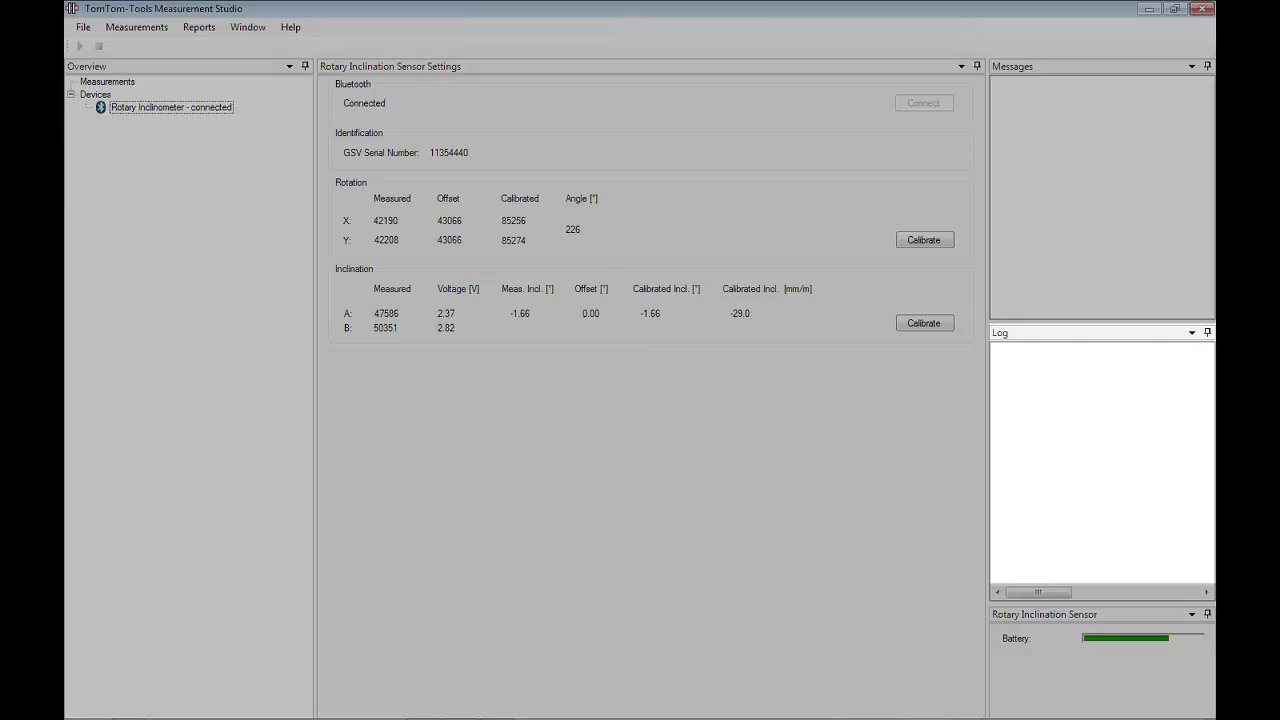 TomTom-Tools Measurement Studio
File Measurements Reports Window Help
Overview
Measurements
Devices
Rotary Inclinometer - connected
Rotary Inclination Sensor Settings
Bluetooth
Connected
Connect
Identification
GSV Serial Number: 11354440
Rotation
Measured Offset Calibrated Angle [°]
X: 42190 43066 85256
226
Y: 42208 43066 85274
Calibrate
Inclination
Measured Voltage [V] Meas. Incl. [°] Offset [°] Calibrated Incl. [°] Calibrated Incl. [mm/m]
A: 47586 2.37 -1.66 0.00 -1.66 -29.0
B: 50351 2.82
Calibrate
Messages
Log
Rotary Inclination Sensor
Battery: